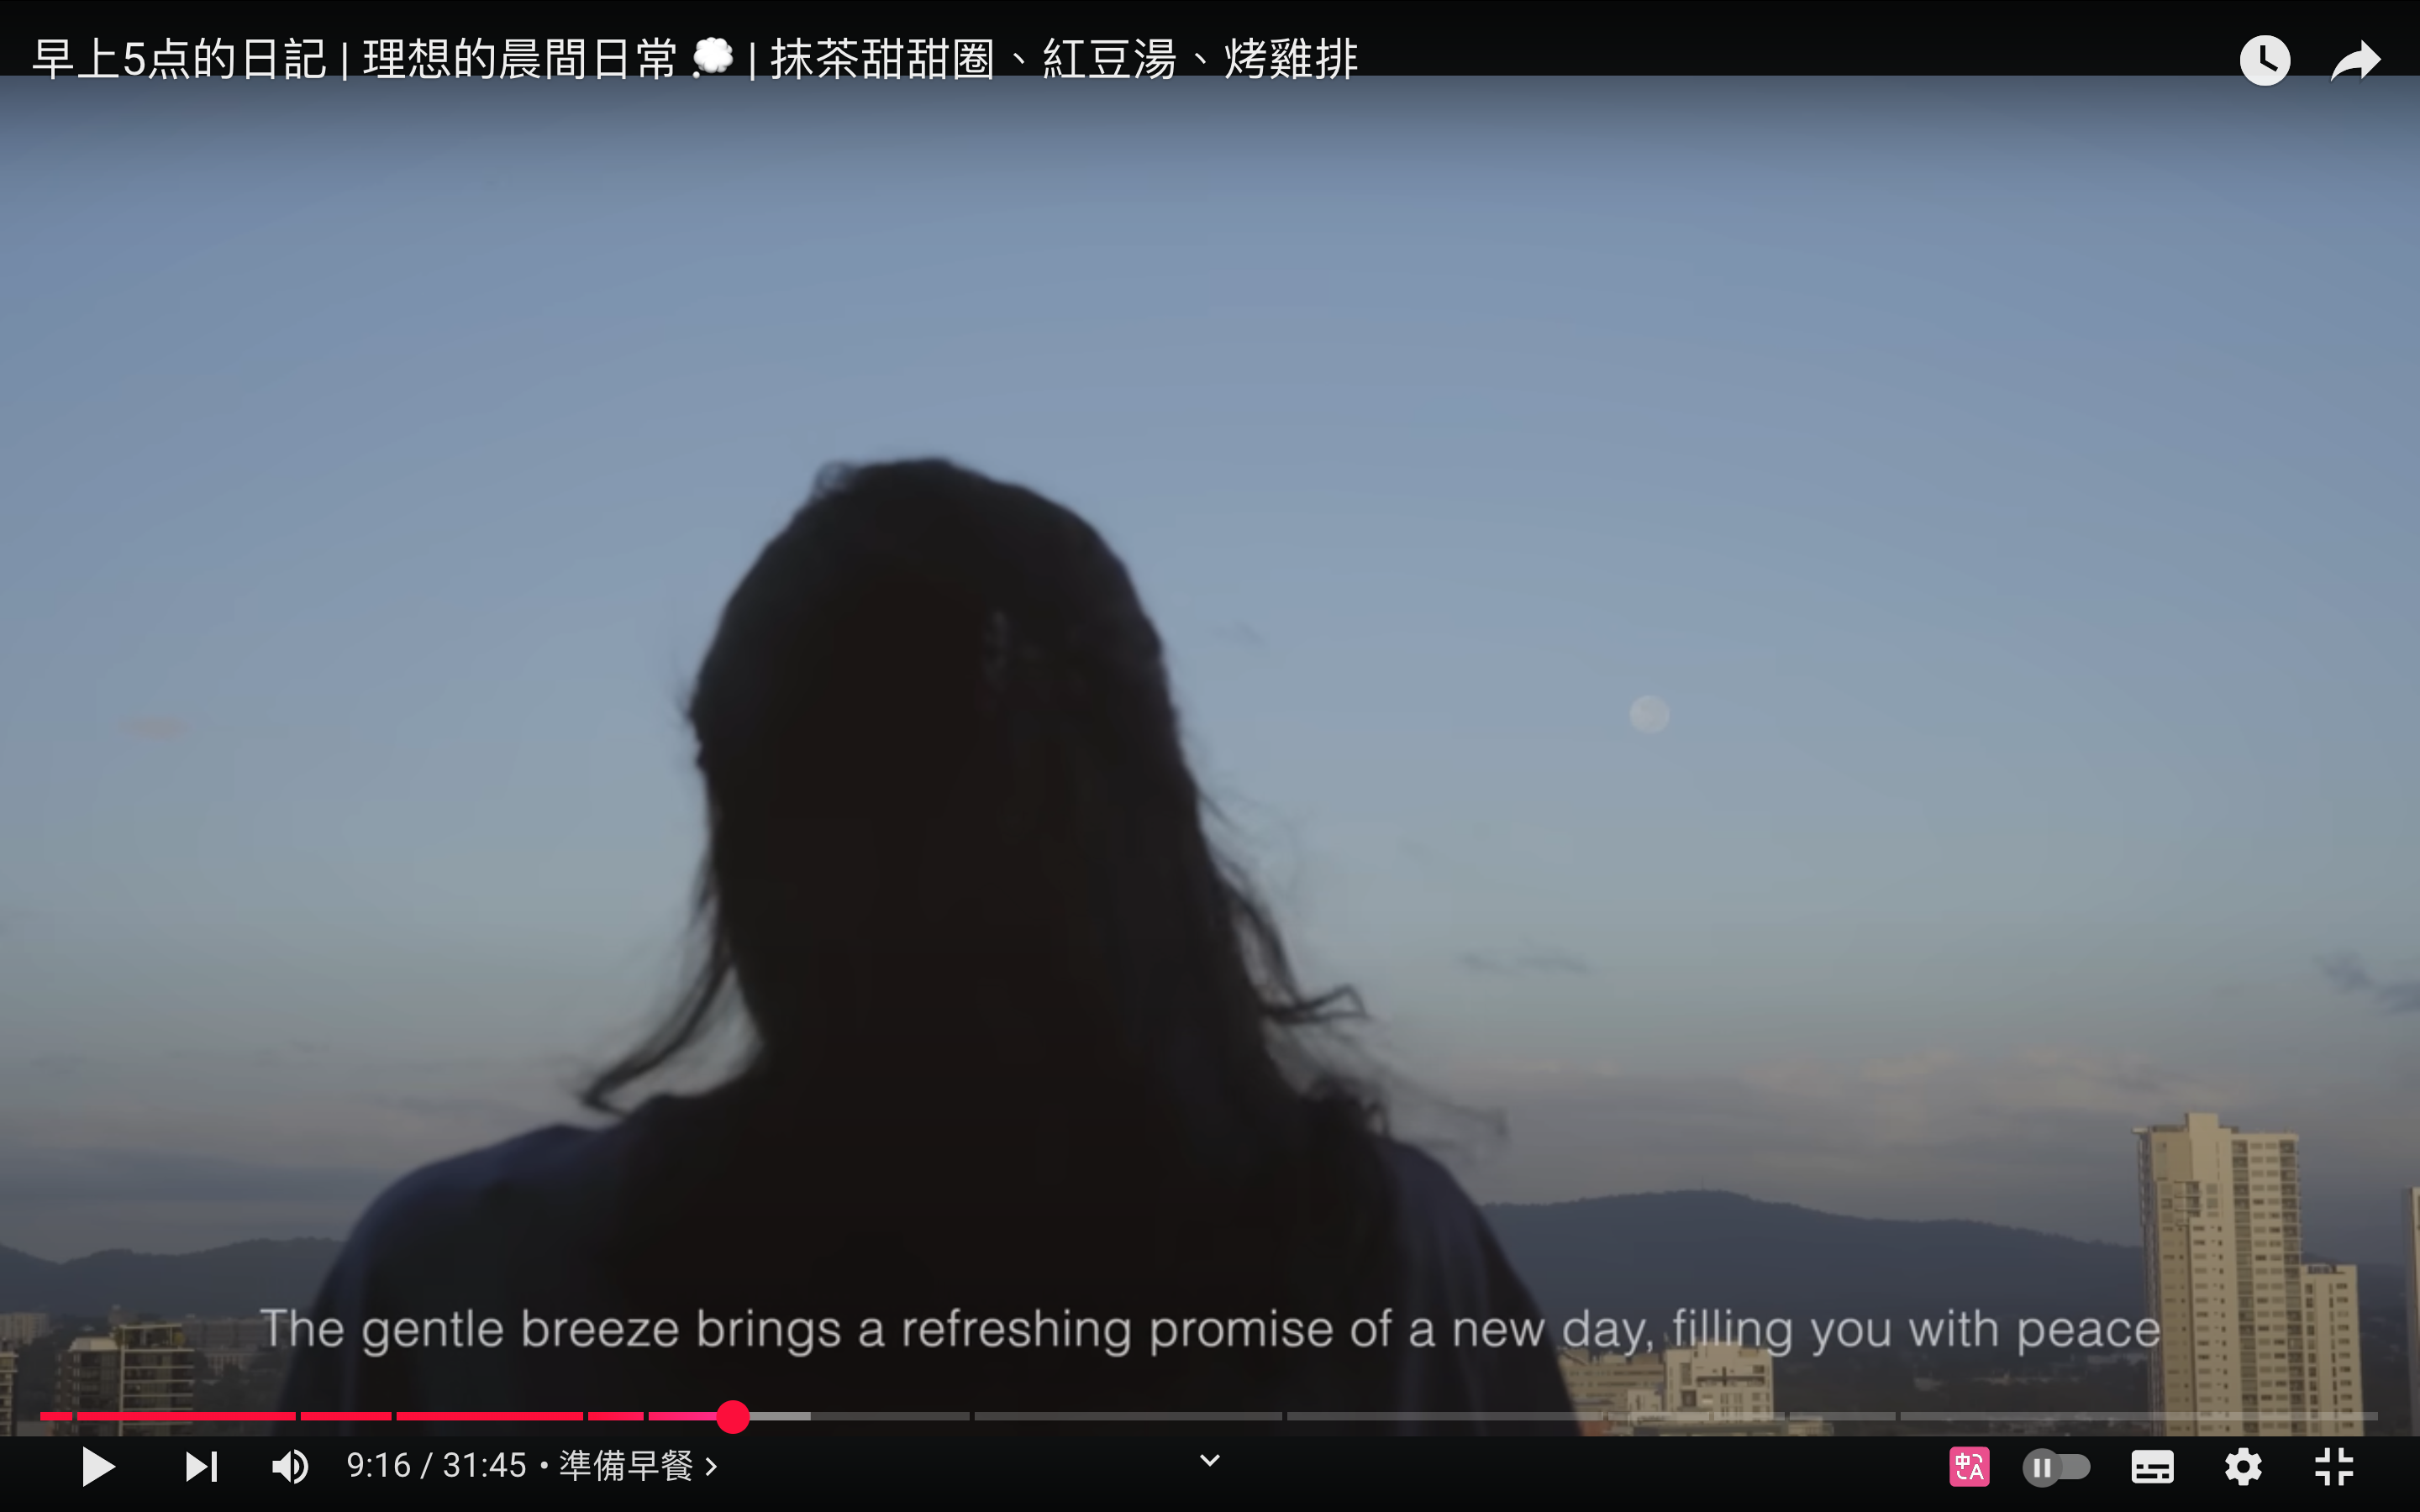 早上5点的日記 | 理想的晨間日常 💭 | 抹茶甜甜圈、紅豆湯、烤雞排
The gentle breeze brings a refreshing promise of a new day, filling you with peace
9:16 / 31:45 • 準備早餐 ›
中A